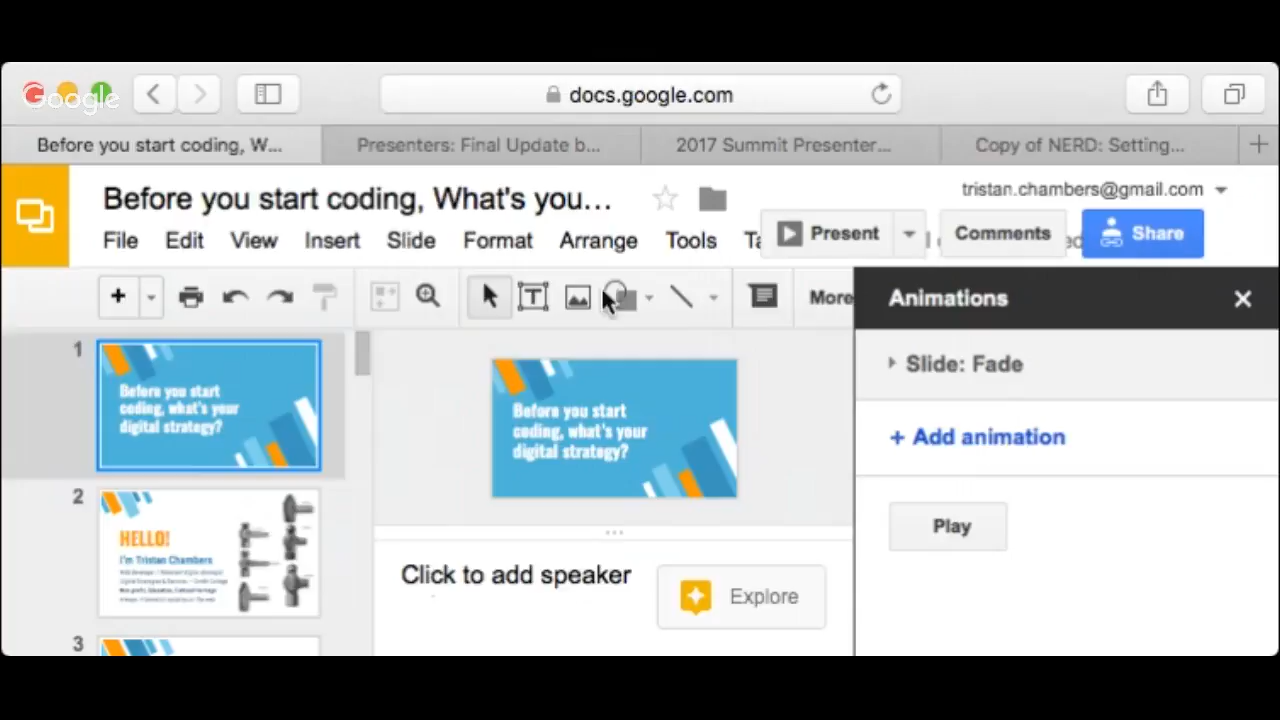 Google
docs.google.com
Before you start coding, W...
Presenters: Final Update b...
2017 Summit Presenter...
Copy of NERD: Setting...
Before you start coding, What's you...
tristan.chambers@gmail.com
File Edit View Insert Slide Format Arrange Tools Ta
Present
Comments
Share
More
Animations
Slide: Fade
+ Add animation
Play
1
Before you start
coding, what's your
digital strategy?
2
HELLO!
I'm Tristan Chambers
3
Before you start
coding, what's your
digital strategy?
Click to add speaker
Explore